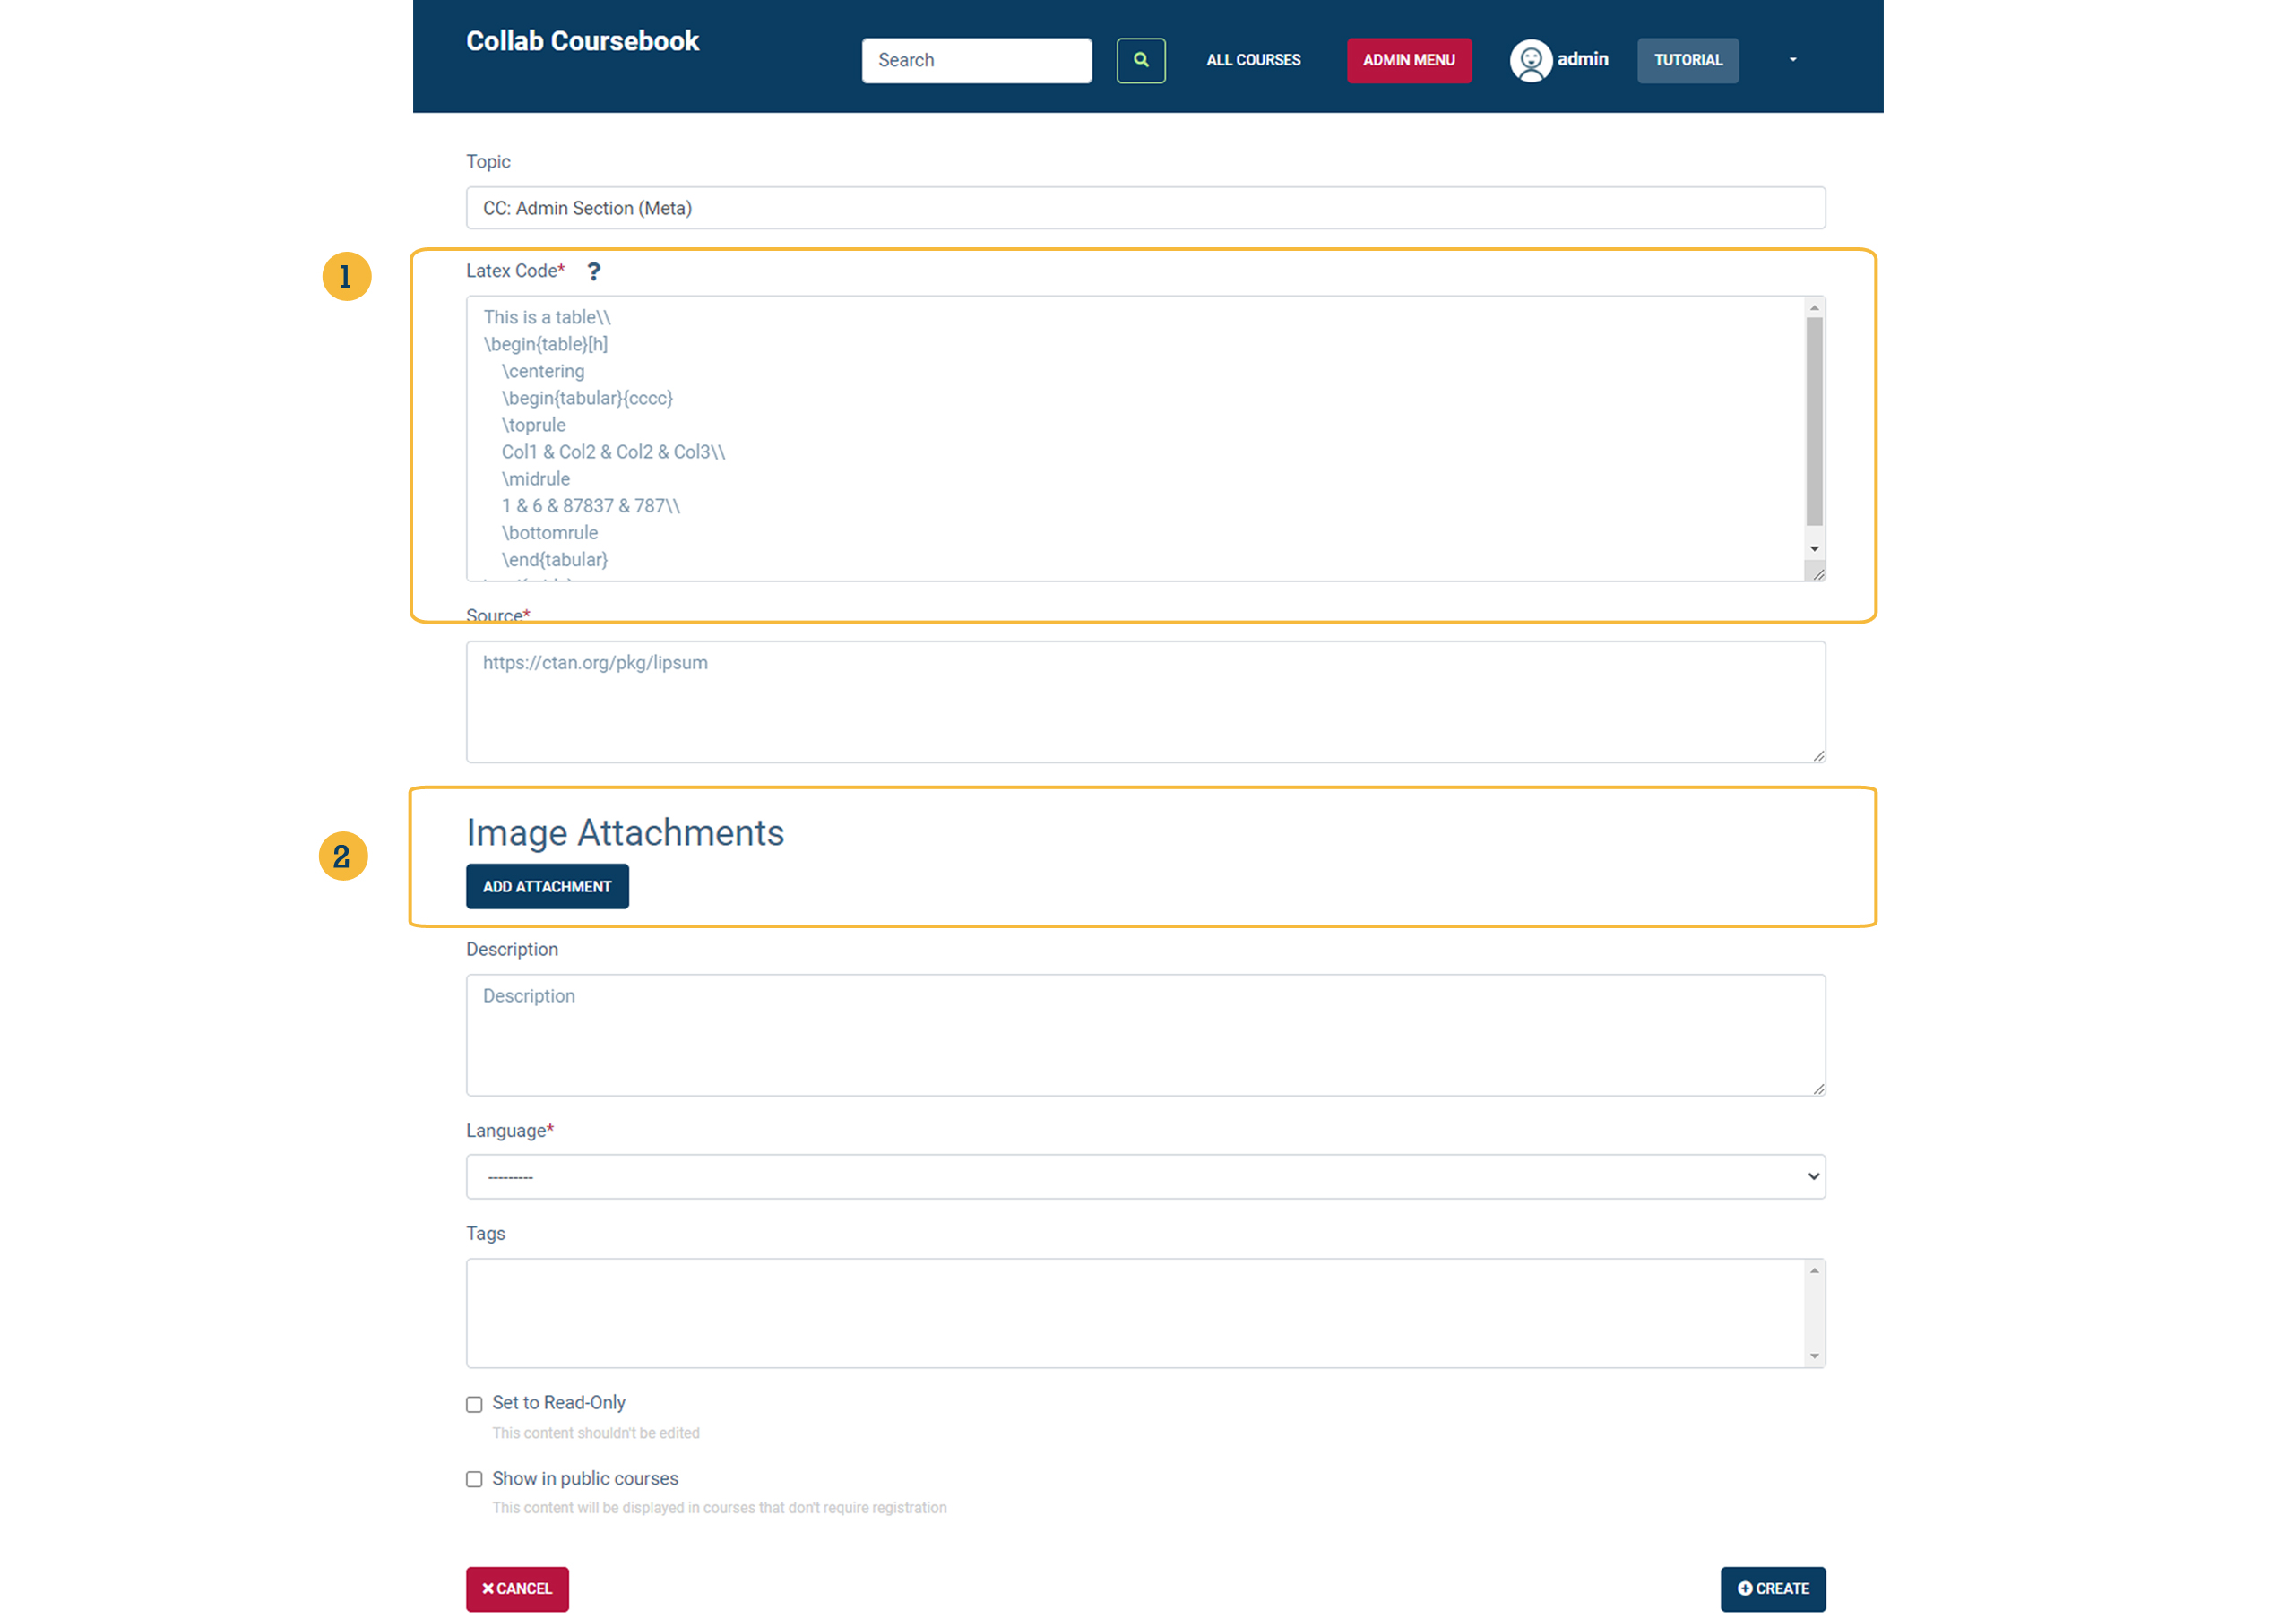 Collab Coursebook
Search
ALL COURSES
ADMIN MENU
admin
TUTORIAL
Topic
CC: Admin Section (Meta)
1
Latex Code* ?
This is a table\\
\begin{table}[h]
\centering
\begin{tabular}{cccc}
\toprule
Col1 & Col2 & Col2 & Col3\\
\midrule
1 & 6 & 87837 & 787\\
\bottomrule
\end{tabular}
Source*
https://ctan.org/pkg/lipsum
2
Image Attachments
ADD ATTACHMENT
Description
Description
Language*
---------
Tags
Set to Read-Only
This content shouldn't be edited
Show in public courses
This content will be displayed in courses that don't require registration
CANCEL
CREATE